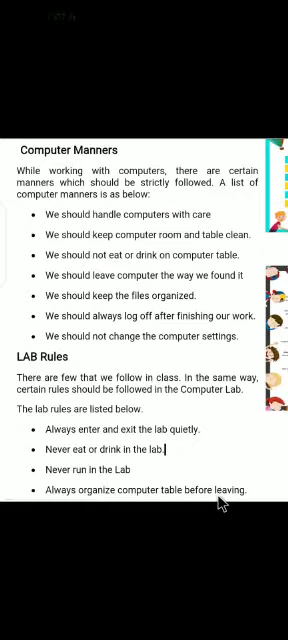 Computer Manners
While working with computers, there are certain
manners which should be strictly followed. A list of
computer manners is as below:
• We should handle computers with care
• We should keep computer room and table clean.
• We should not eat or drink on computer table.
• We should leave computer the way we found it
• We should keep the files organized.
• We should always log off after finishing our work.
• We should not change the computer settings.
LAB Rules
There are few that we follow in class. In the same way,
certain rules should be followed in the Computer Lab.
The lab rules are listed below.
• Always enter and exit the lab quietly.
• Never eat or drink in the lab.
• Never run in the Lab
• Always organize computer table before leaving.